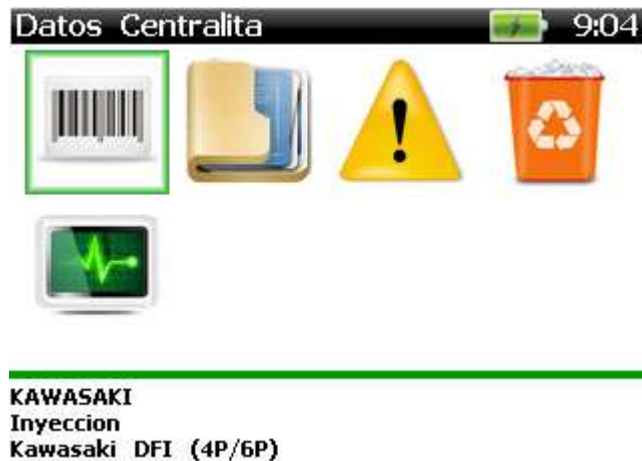 Datos Centralita 9:04
KAWASAKI
Inyeccion
Kawasaki DFI (4P/6P)